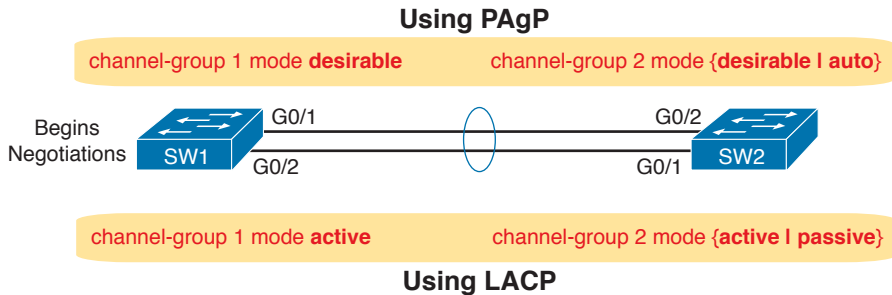 Using PAgP
channel-group 1 mode desirable
channel-group 2 mode {desirable | auto}
Begins
Negotiations
SW1
G0/1
G0/2
G0/2
G0/1
SW2
channel-group 1 mode active
channel-group 2 mode {active | passive}
Using LACP